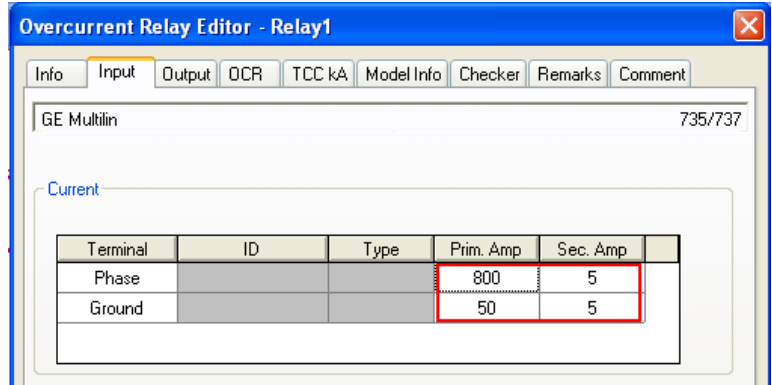 Overcurrent Relay Editor - Relay1
Info Input Output OCR TCC kA Model Info Checker Remarks Comment
GE Multilin 735/737
Current
Terminal ID Type Prim. Amp Sec. Amp
Phase 800 5
Ground 50 5